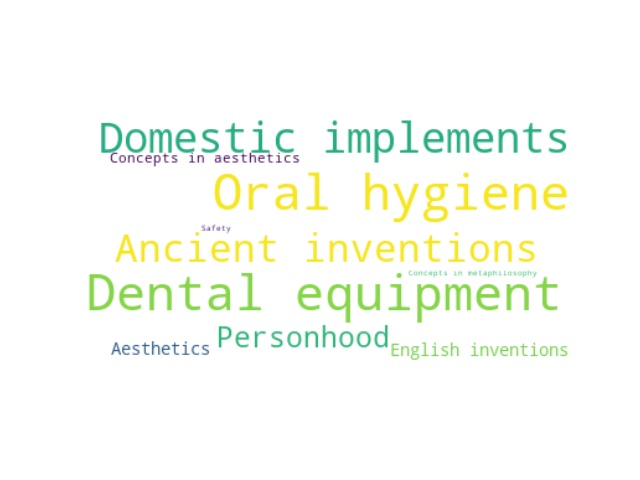 Domestic implements
Concepts in aesthetics
Oral hygiene
Safety
Ancient inventions
Concepts in metaphilosophy
Dental equipment
Personhood
Aesthetics
English inventions